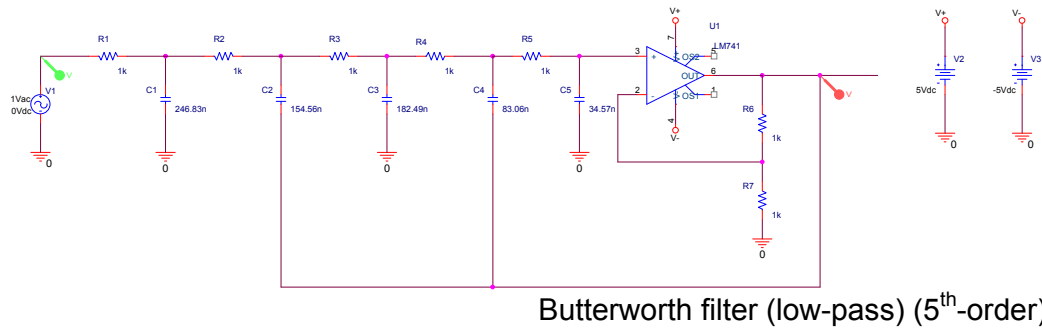 V+
V+
V-
R1
R2
R3
R4
R5
U1
7
5
LM741
OS2
3
+
1k
1k
1k
1k
1k
OUT
6
V
V1
1Vac
0Vdc
C1
246.83n
C2
154.56n
C3
182.49n
C4
83.06n
C5
34.57n
2
-
OS1
1
4
V-
V
R6
1k
V2
5Vdc
V3
-5Vdc
R7
1k
0
0
0
0
0
0
0
Butterworth filter (low-pass) (5th-order)